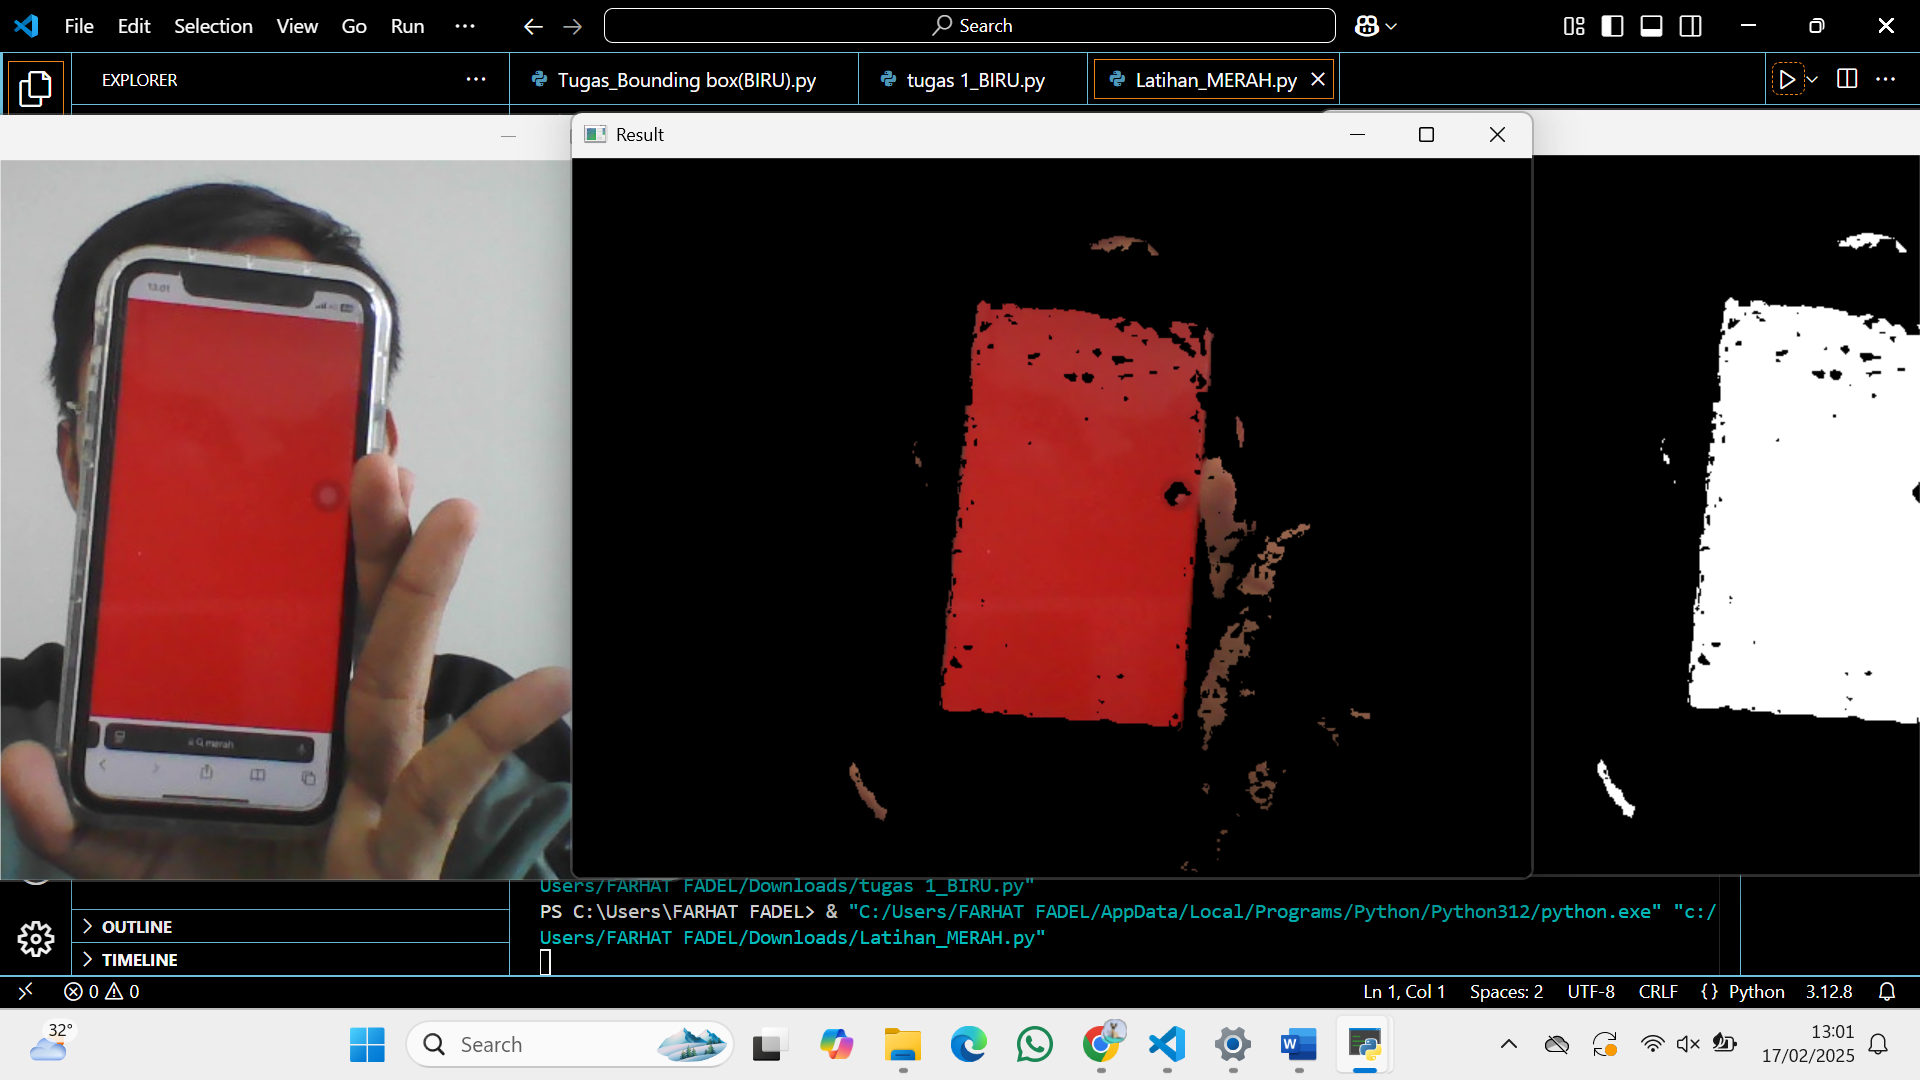 File Edit Selection View Go Run ··· Search
EXPLORER ···
Tugas_Bounding box(BIRU).py
tugas 1_BIRU.py
Latihan_MERAH.py
Result
13.01
merah
Users/FARHAT FADEL/Downloads/tugas 1_BIRU.py"
PS C:\Users\FARHAT FADEL> & "C:/Users/FARHAT FADEL/AppData/Local/Programs/Python/Python312/python.exe" "c:/
Users/FARHAT FADEL/Downloads/Latihan_MERAH.py"
OUTLINE
TIMELINE
0 0
Ln 1, Col 1 Spaces: 2 UTF-8 CRLF {} Python 3.12.8
32°
Search
13:01
17/02/2025